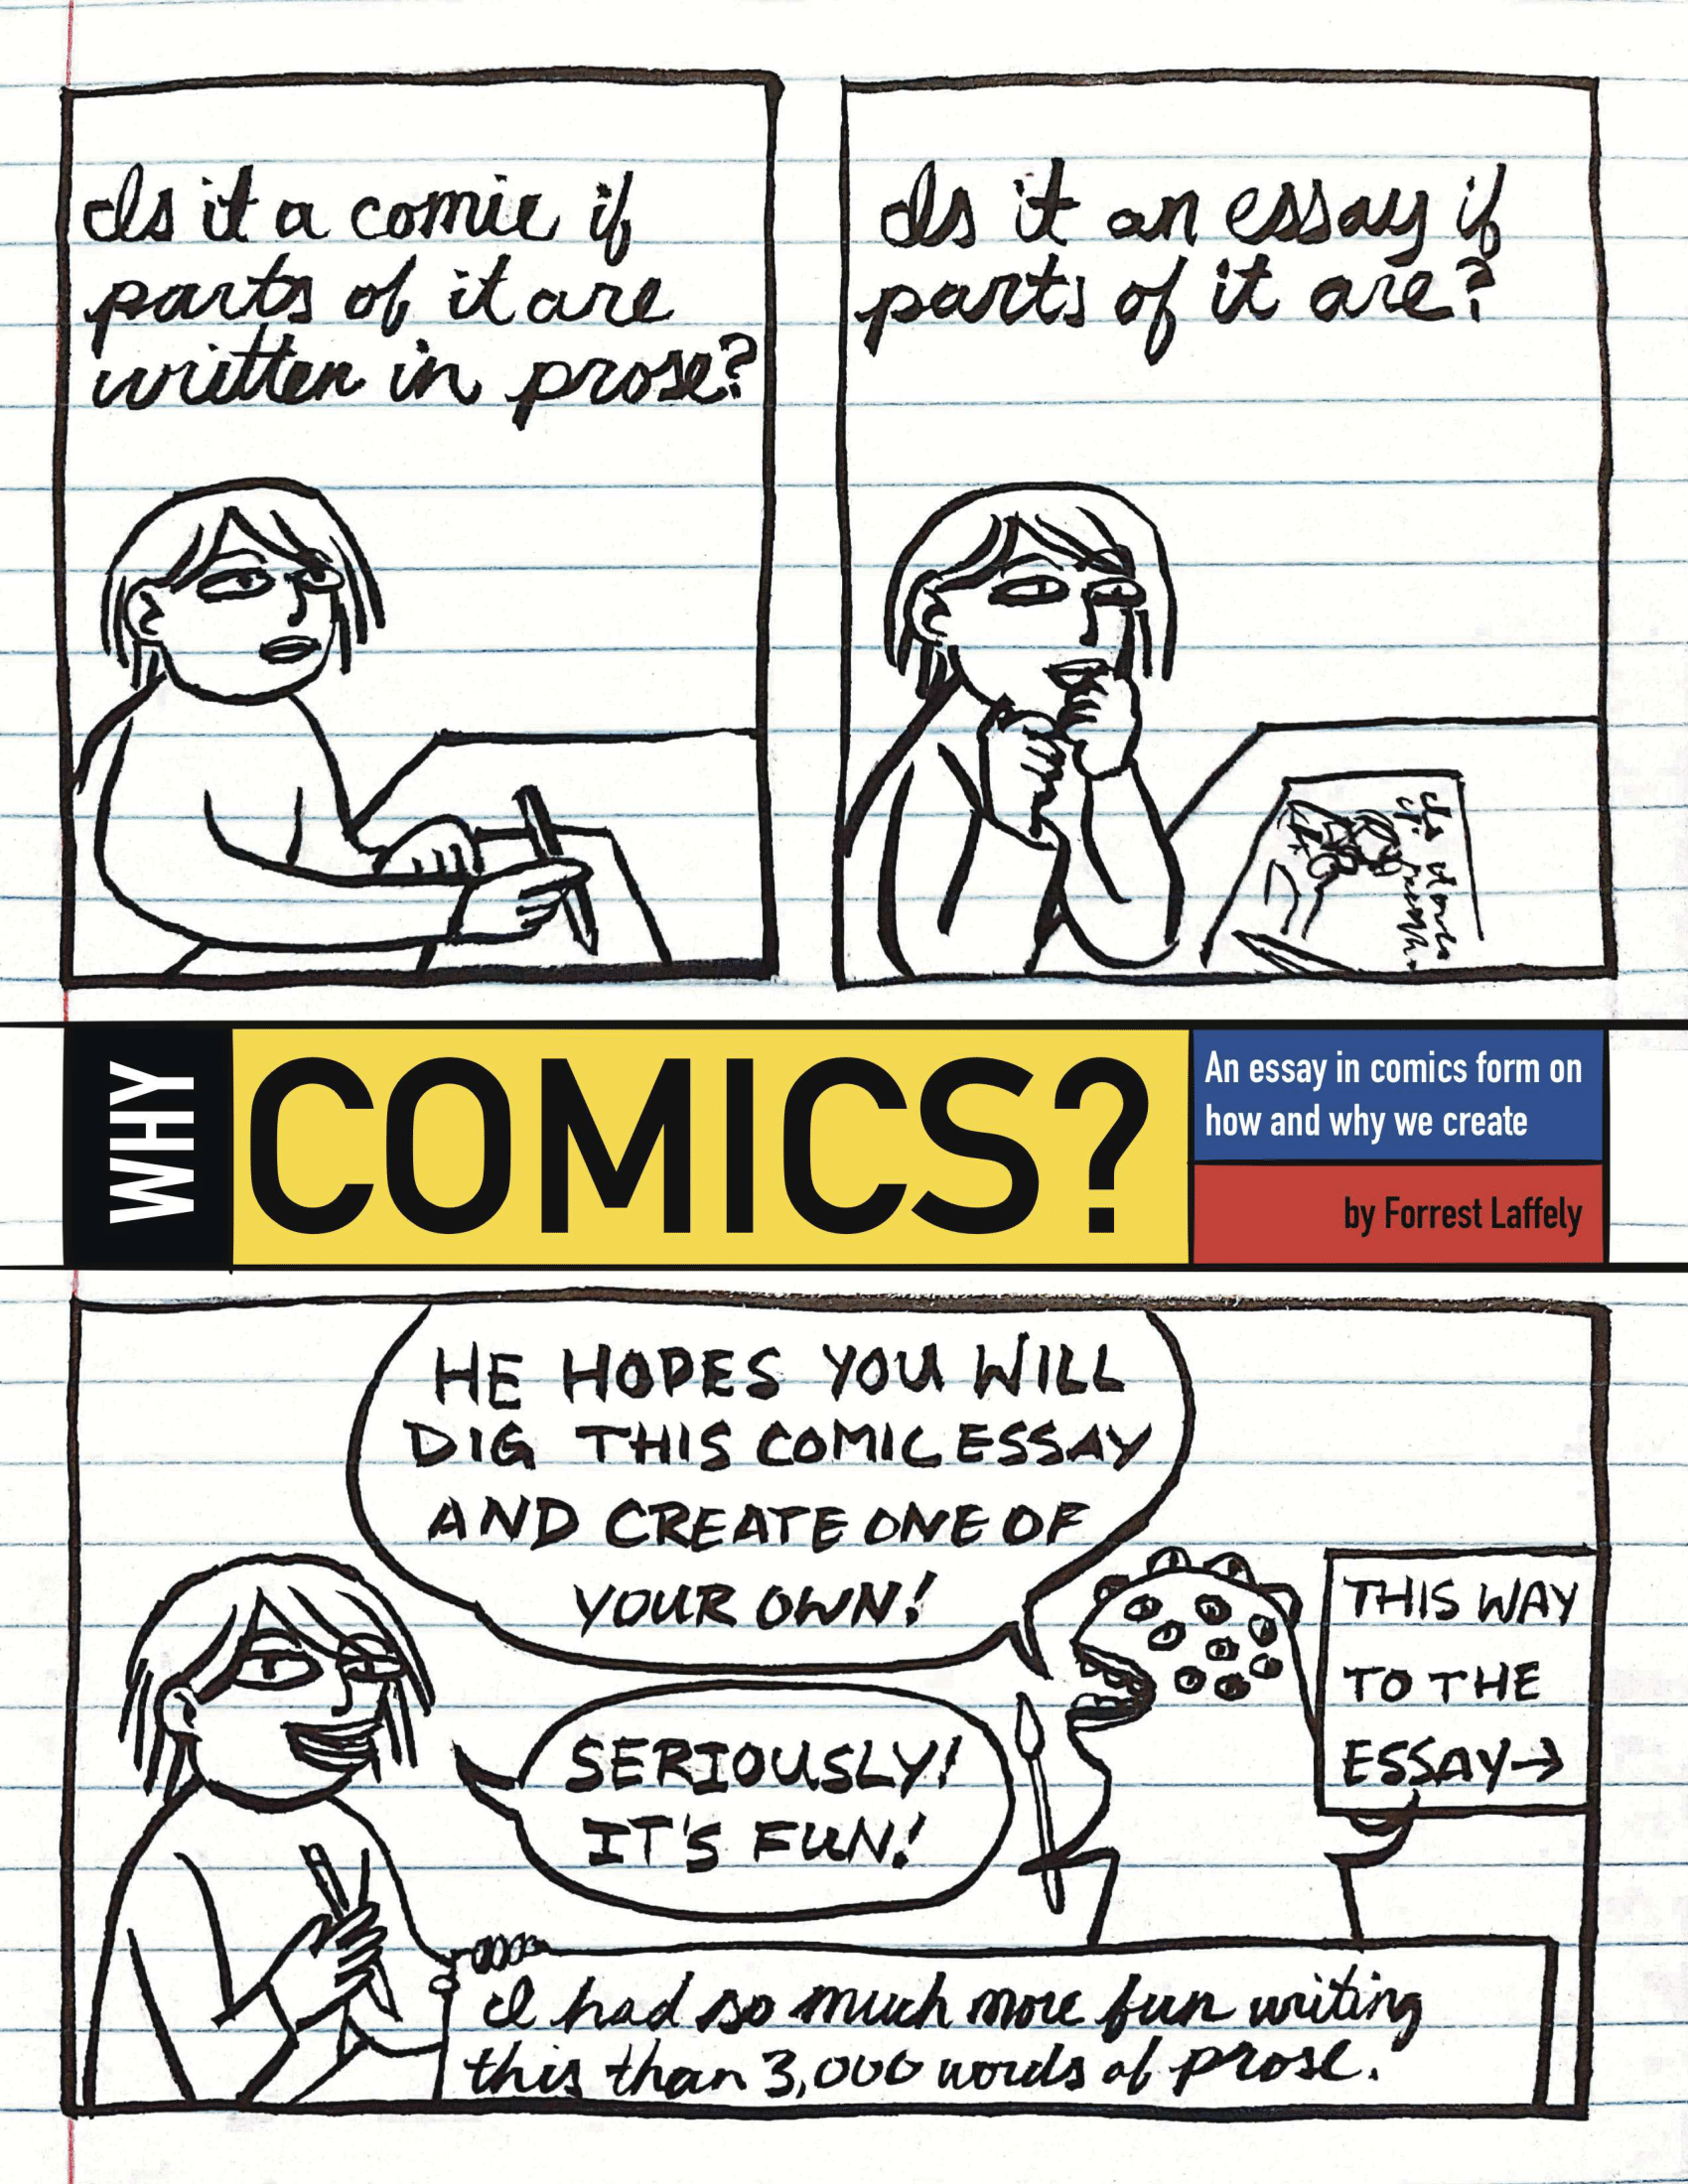 Is it a comic if
parts of it are
written in prose?
Is it an essay if
parts of it are?
WHY
COMICS?
An essay in comics form on
how and why we create
by Forrest Laffely
HE HOPES YOU WILL
DIG THIS COMIC ESSAY
AND CREATE ONE OF
YOUR OWN!
SERIOUSLY!
IT'S FUN!
THIS WAY
TO THE
ESSAY→
I had so much more fun writing
this than 3,000 words of prose.